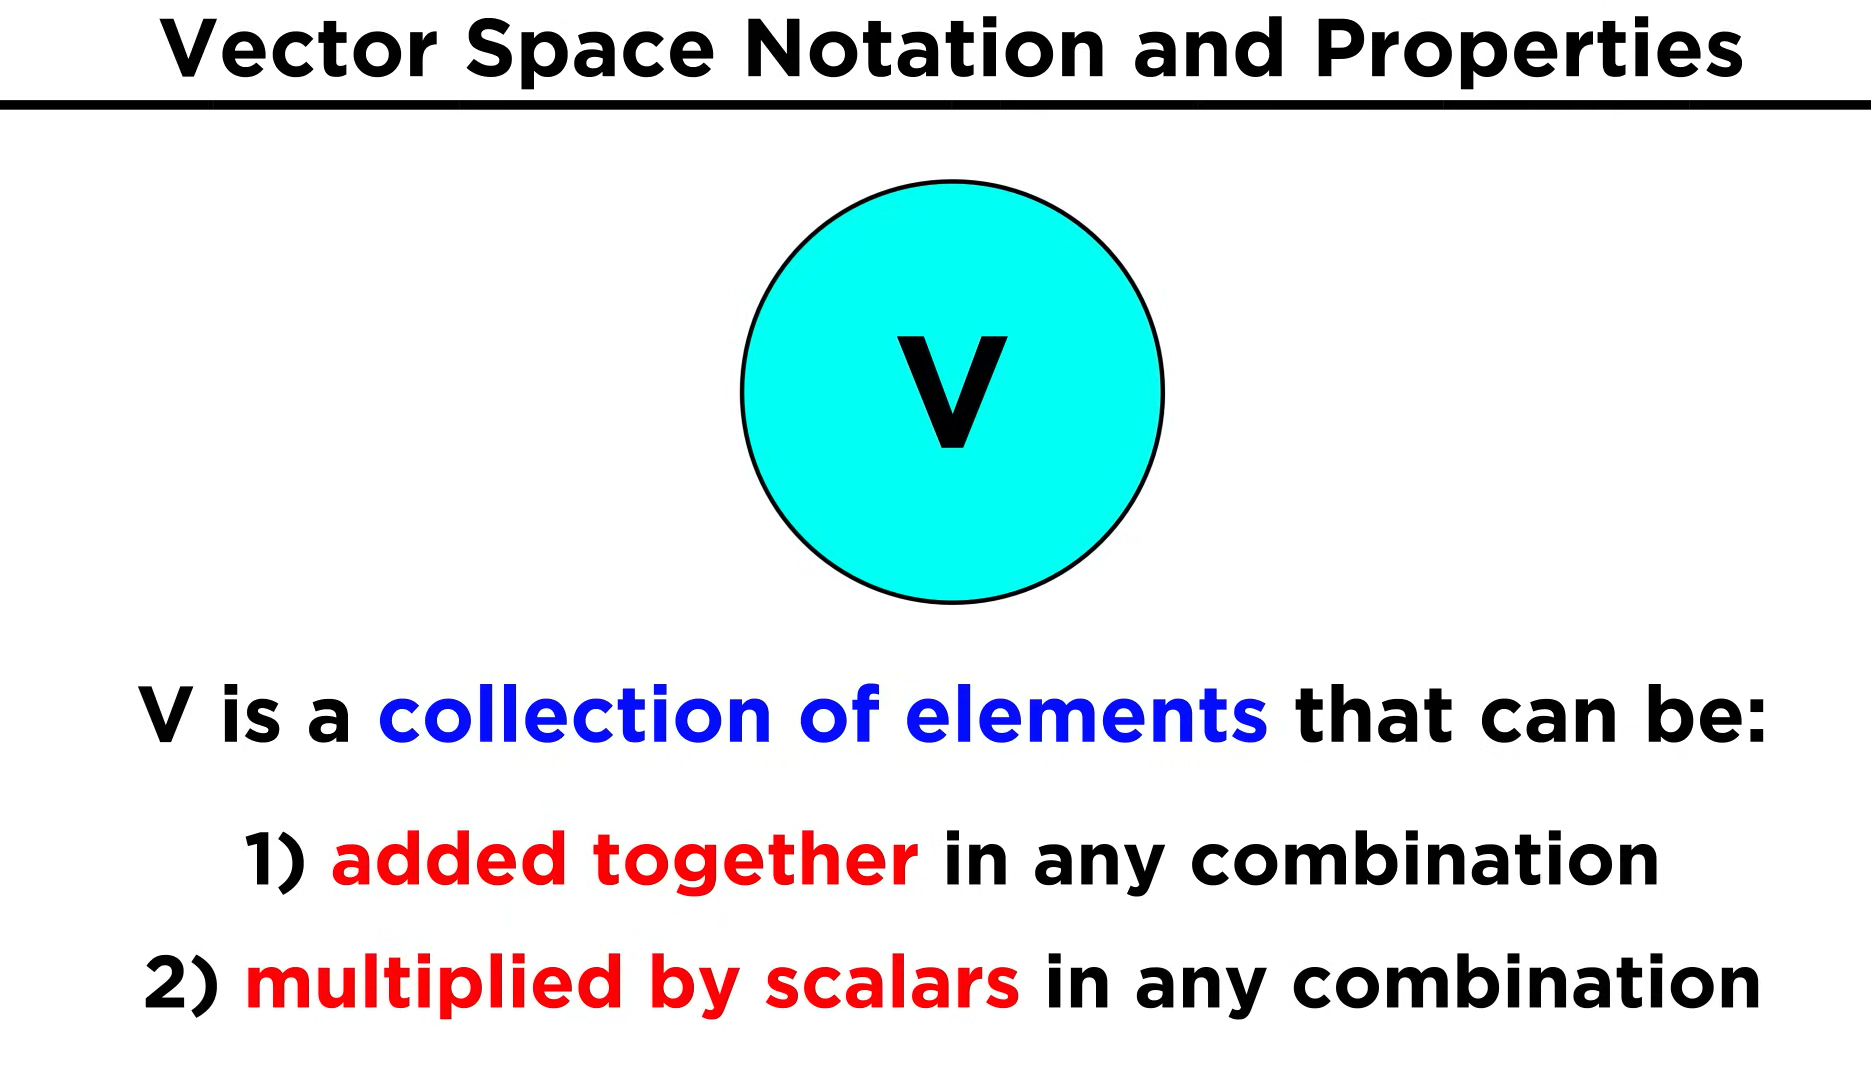 Vector Space Notation and Properties
V
V is a collection of elements that can be:
1) added together in any combination
2) multiplied by scalars in any combination